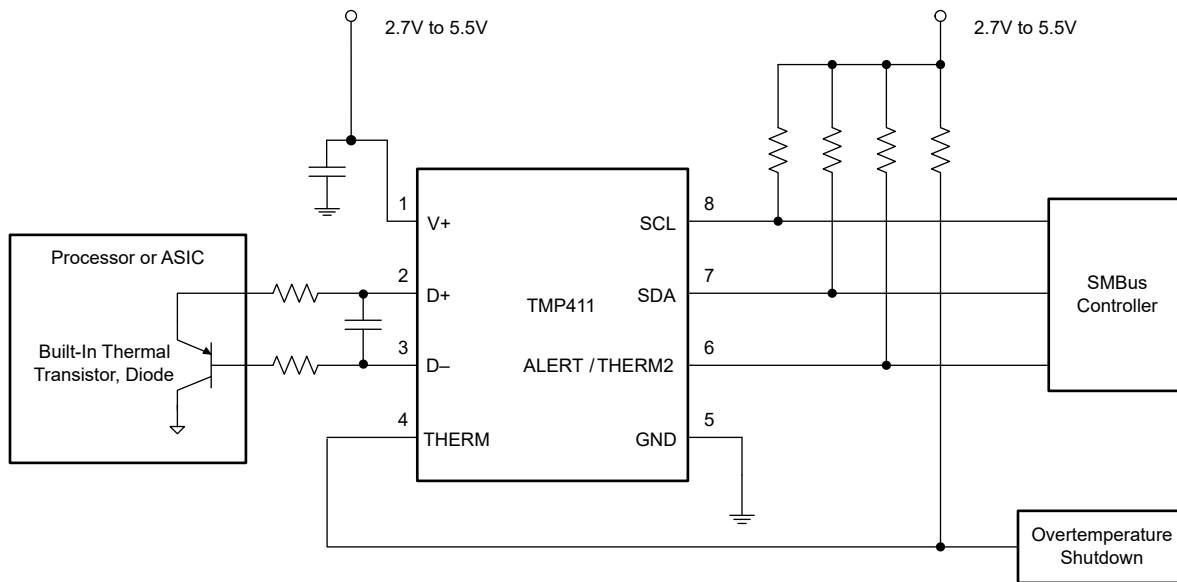 2.7V to 5.5V
2.7V to 5.5V
Processor or ASIC
Built-In Thermal
Transistor, Diode
1
V+
2
D+
3
D–
4
THERM
TMP411
8
SCL
7
SDA
6
ALERT / THERM2
5
GND
SMBus
Controller
Overtemperature
Shutdown